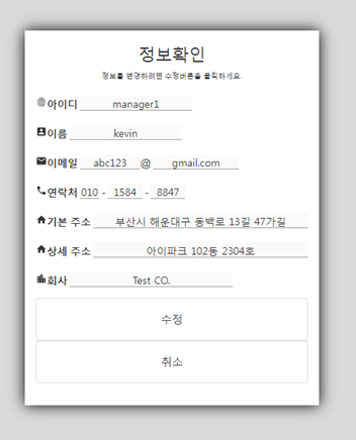 정보확인
정보를 변경하려면 수정버튼을 클릭하세요.
아이디 manager1
이름 kevin
이메일 abc123 @ gmail.com
연락처 010 - 1584 - 8847
기본 주소 부산시 해운대구 동백로 13길 47가길
상세 주소 아이파크 102동 2304호
회사 Test CO.
수정
취소